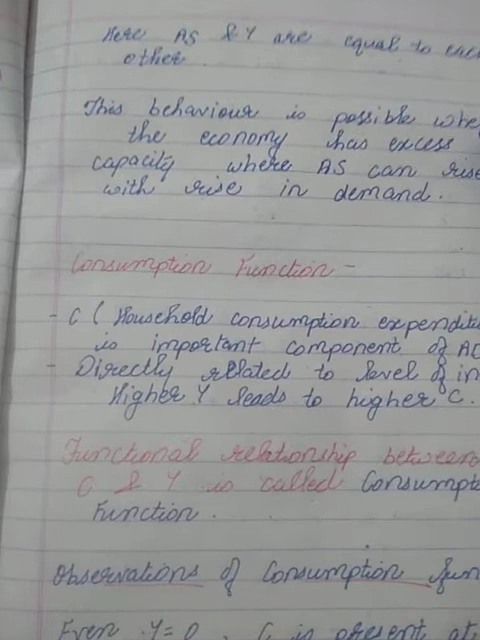 Here AS & Y are equal to each
other.
This behaviour is possible whe
the economy has excess
capacity where AS can rise
with rise in demand.
Consumption Function -
- C ( Household consumption expendit
is important component of AD
- Directly related to level of in
Higher Y leads to higher C.
Functional relationship between
C & Y is called Consumpt
Function.
Observations of Consumption fun
Even Y = 0, C is present at